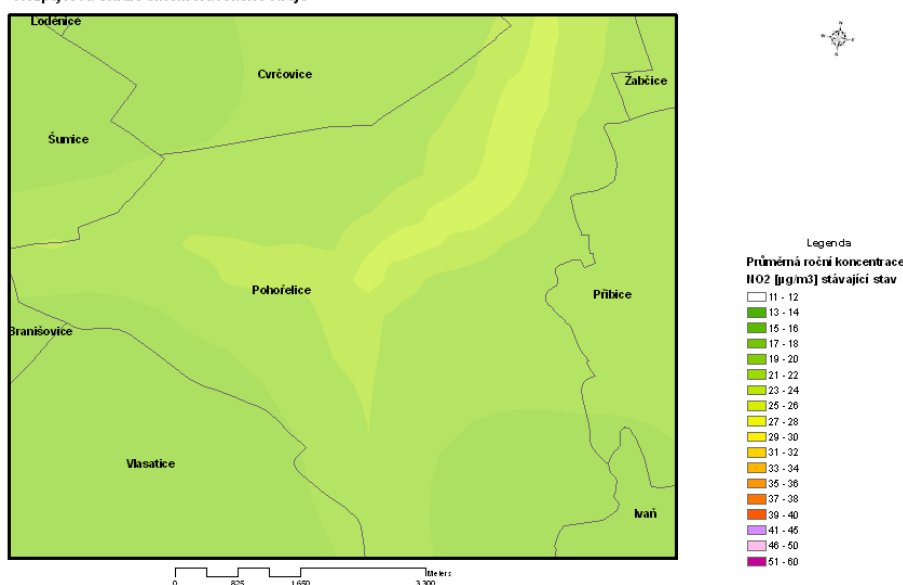 Loděnice
Cvrčovice
Žabčice
Šumice
Pohořelice
Přibice
Branišovice
Vlasatice
Ivaň
N
W
E
S
Legenda
Průměrná roční koncentrace
NO2 [µg/m3] stávající stav
11 - 12
13 - 14
15 - 16
17 - 18
19 - 20
21 - 22
23 - 24
25 - 26
27 - 28
29 - 30
31 - 32
33 - 34
35 - 36
37 - 38
39 - 40
41 - 45
46 - 50
51 - 60
Meters
0 825 1 650 3 300